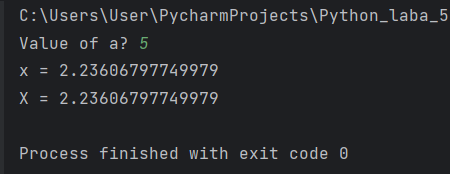 C:\Users\User\PycharmProjects\Python_laba_5
Value of a? 5
x = 2.23606797749979
X = 2.23606797749979
Process finished with exit code 0